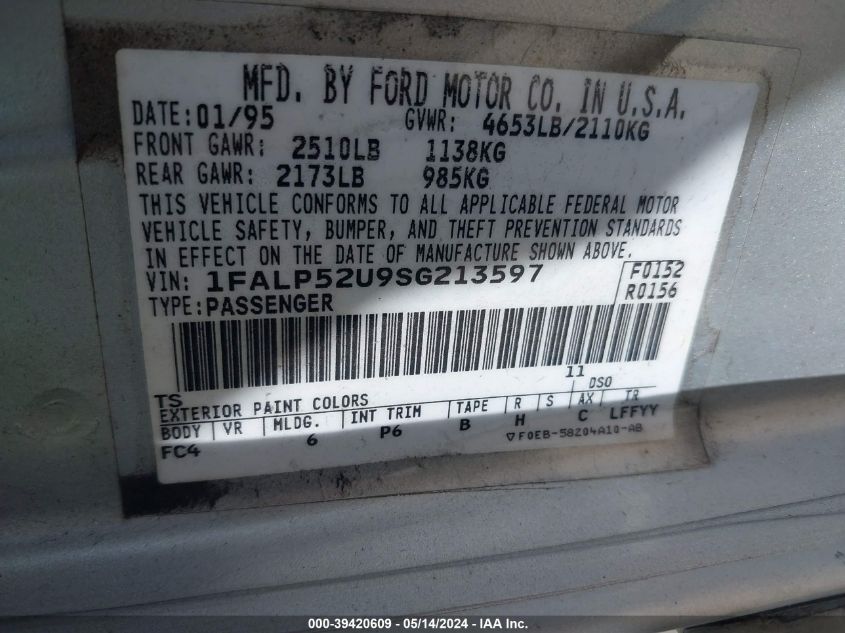 MFD. BY FORD MOTOR CO. IN U.S.A.
DATE: 01/95 GVWR: 4653LB/2110KG
FRONT GAWR: 2510LB 1138KG
REAR GAWR: 2173LB 985KG
THIS VEHICLE CONFORMS TO ALL APPLICABLE FEDERAL MOTOR
VEHICLE SAFETY, BUMPER, AND THEFT PREVENTION STANDARDS
IN EFFECT ON THE DATE OF MANUFACTURE SHOWN ABOVE.
VIN: 1FALP52U9SG213597 F0152
TYPE: PASSENGER R0156
TS 11
EXTERIOR PAINT COLORS DSO
BODY VR MLDG. INT TRIM TAPE R S AX TR
FC4 6 P6 B H C LFFYY
▽F0EB-58204A10-AB
000-39420609 - 05/14/2024 - IAAI Inc.